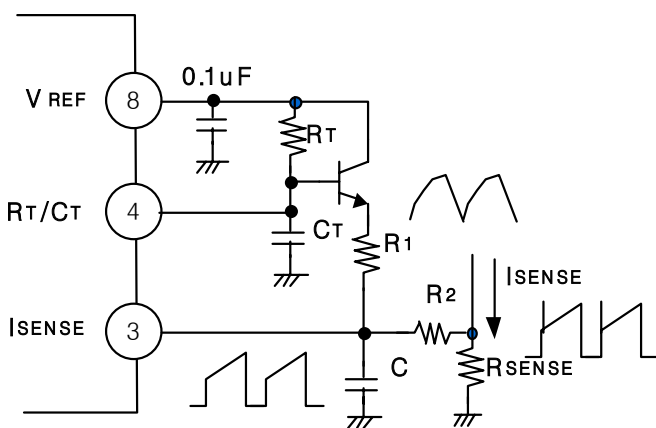 0.1uF
VREF
8
RT
RT/CT
4
CT
R1
R2
ISENSE
ISENSE
3
C
RSENSE